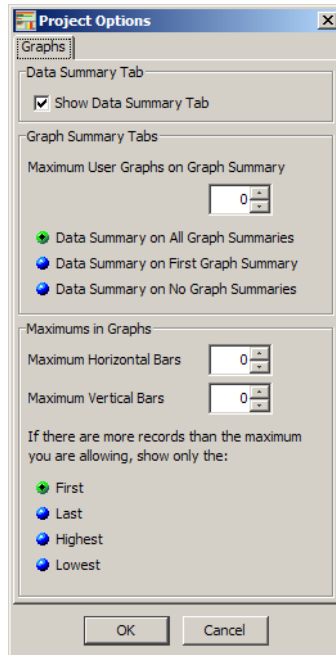 Project Options
Graphs
Data Summary Tab
Show Data Summary Tab
Graph Summary Tabs
Maximum User Graphs on Graph Summary
0
Data Summary on All Graph Summaries
Data Summary on First Graph Summary
Data Summary on No Graph Summaries
Maximums in Graphs
Maximum Horizontal Bars 0
Maximum Vertical Bars 0
If there are more records than the maximum
you are allowing, show only the:
First
Last
Highest
Lowest
OK Cancel